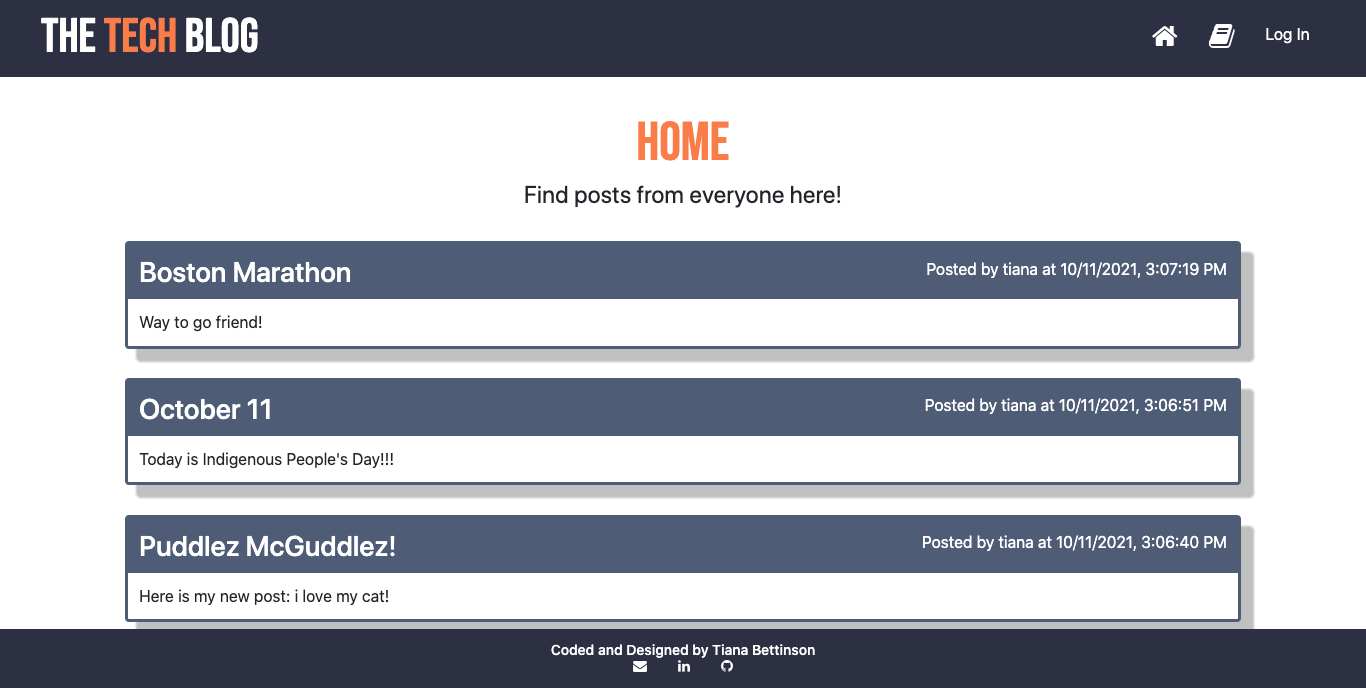 THE TECH BLOG
Log In
HOME
Find posts from everyone here!
Boston Marathon
Posted by tiana at 10/11/2021, 3:07:19 PM
Way to go friend!
October 11
Posted by tiana at 10/11/2021, 3:06:51 PM
Today is Indigenous People's Day!!!
Puddlez McGuddlez!
Posted by tiana at 10/11/2021, 3:06:40 PM
Here is my new post: i love my cat!
Coded and Designed by Tiana Bettinson